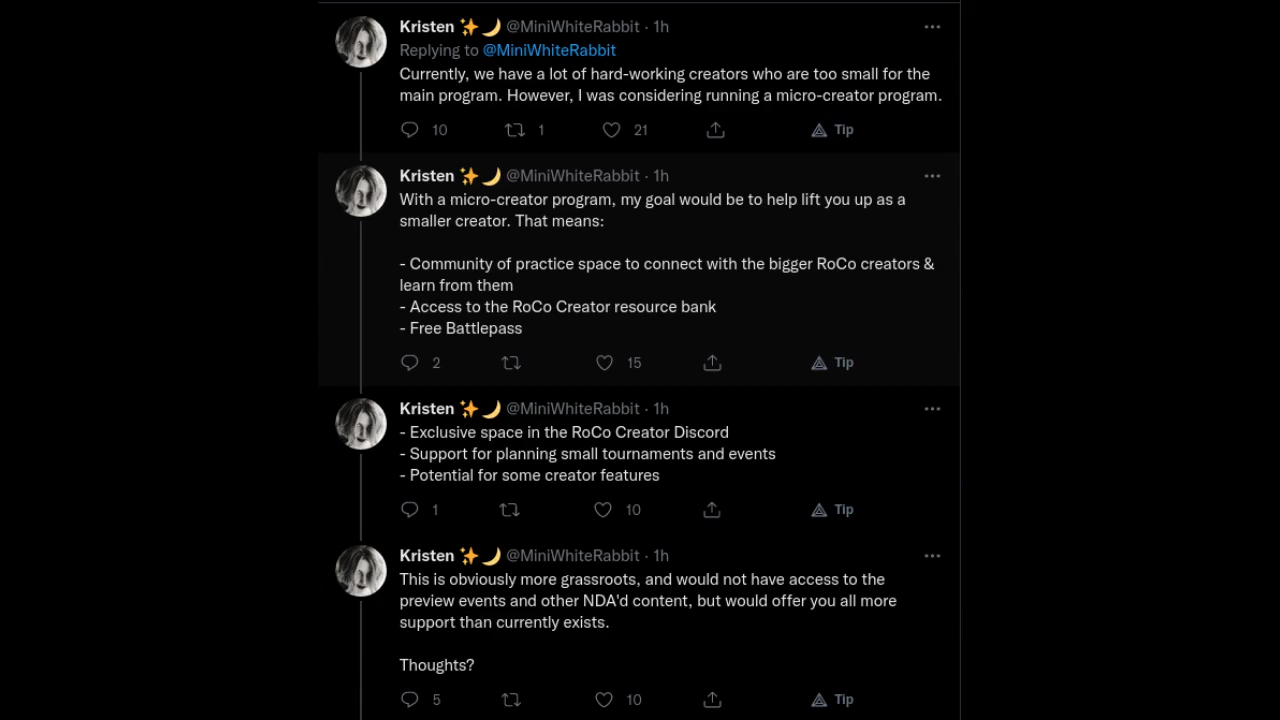 Kristen ✨🌙 @MiniWhiteRabbit · 1h
Replying to @MiniWhiteRabbit
Currently, we have a lot of hard-working creators who are too small for the
main program. However, I was considering running a micro-creator program.
10 1 21 Tip
Kristen ✨🌙 @MiniWhiteRabbit · 1h
With a micro-creator program, my goal would be to help lift you up as a
smaller creator. That means:
- Community of practice space to connect with the bigger RoCo creators &
learn from them
- Access to the RoCo Creator resource bank
- Free Battlepass
2 15 Tip
Kristen ✨🌙 @MiniWhiteRabbit · 1h
- Exclusive space in the RoCo Creator Discord
- Support for planning small tournaments and events
- Potential for some creator features
1 10 Tip
Kristen ✨🌙 @MiniWhiteRabbit · 1h
This is obviously more grassroots, and would not have access to the
preview events and other NDA'd content, but would offer you all more
support than currently exists.
Thoughts?
5 10 Tip